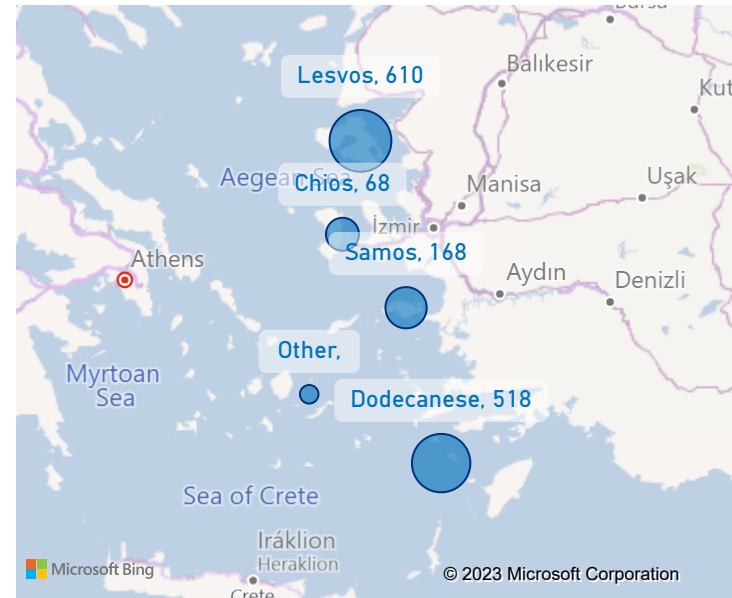 Balıkesir
Lesvos, 610
Kut
Aegean Sea
Chios, 68
Manisa
Uşak
İzmir
Samos, 168
Athens
Aydın
Denizli
Other,
Myrtoan
Sea
Dodecanese, 518
Sea of Crete
Iráklion
Heraklion
Microsoft Bing
© 2023 Microsoft Corporation
Crete